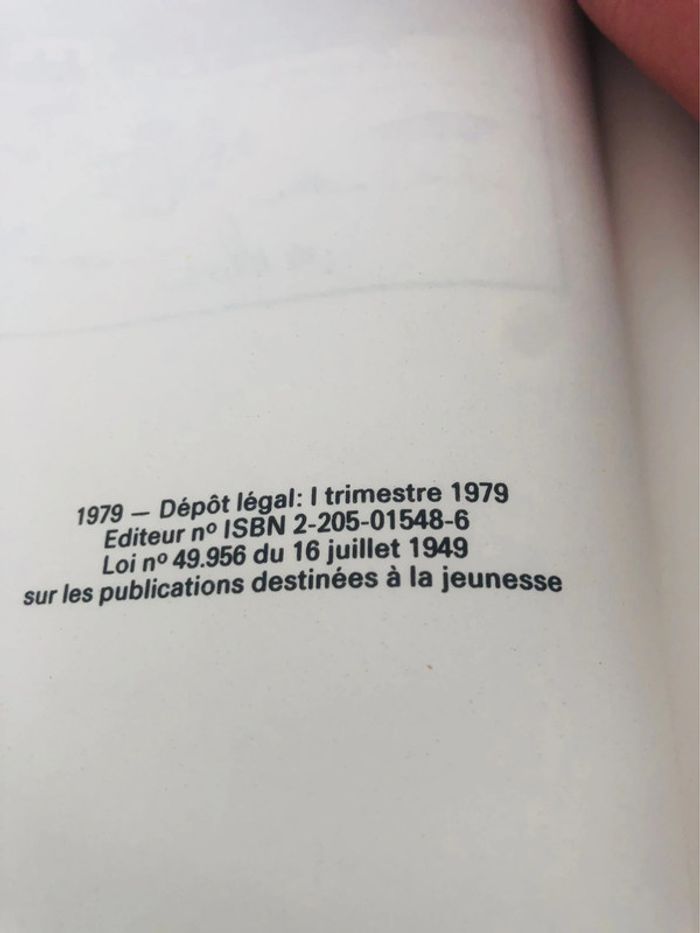 1979 — Dépôt légal: I trimestre 1979
Editeur nº ISBN 2-205-01548-6
Loi nº 49.956 du 16 juillet 1949
sur les publications destinées à la jeunesse